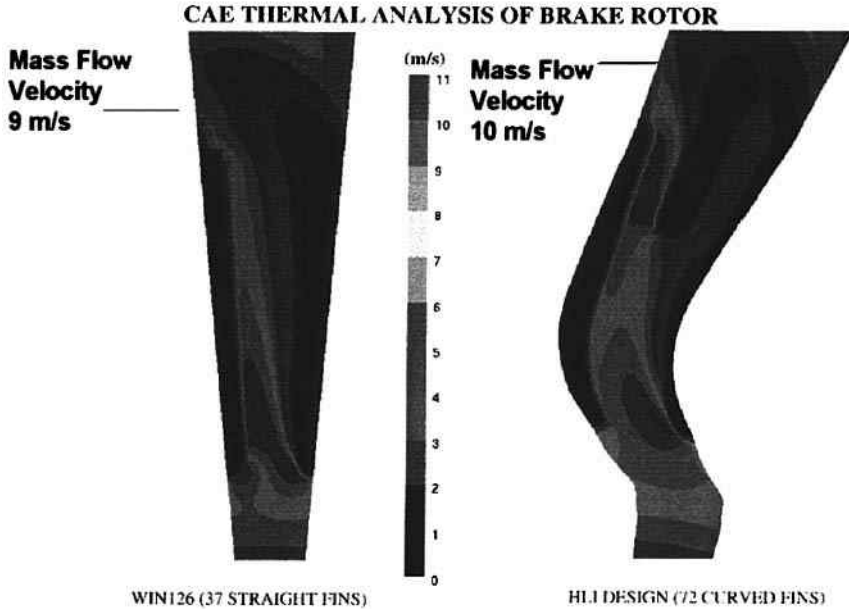 CAE THERMAL ANALYSIS OF BRAKE ROTOR
Mass Flow
Velocity
9 m/s
(m/s)
11
10
9
8
7
6
5
4
3
2
1
0
Mass Flow
Velocity
10 m/s
WIN126 (37 STRAIGHT FINS)
HLI DESIGN (72 CURVED FINS)